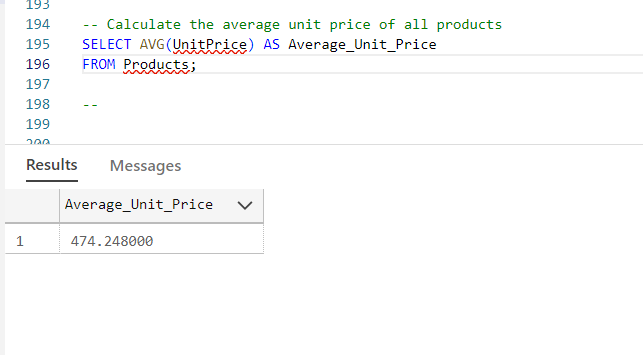 193
194 -- Calculate the average unit price of all products
195 SELECT AVG(UnitPrice) AS Average_Unit_Price
196 FROM Products;
197
198 --
199
200
Results Messages
Average_Unit_Price
1 474.248000